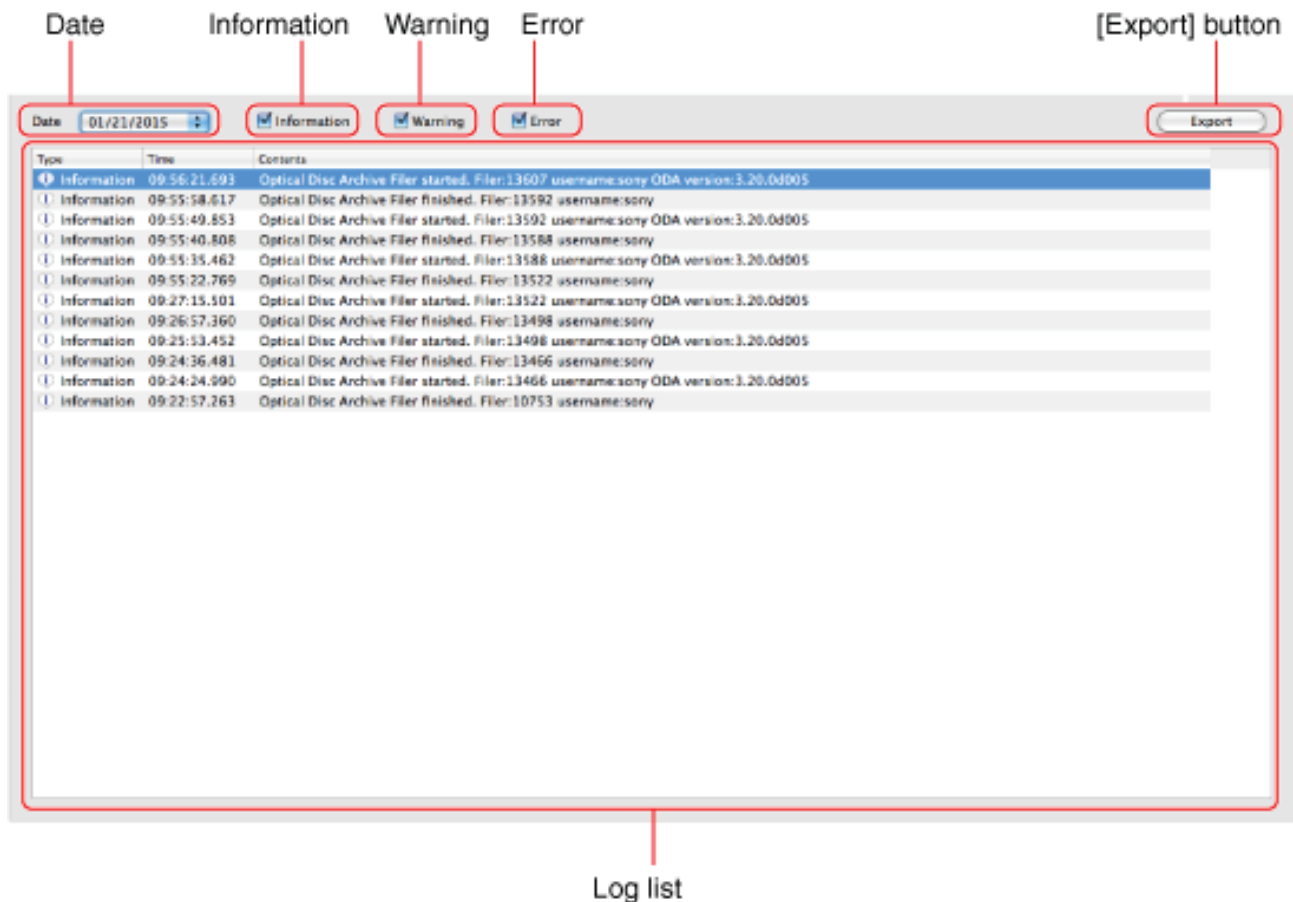 Date Information Warning Error [Export] button
Date 01/21/2015 Information Warning Error Export
Type Time Contents
Information 09:56:21.693 Optical Disc Archive Filer started. Filer:13607 username:sony ODA version:3.20.0d005
Information 09:55:58.617 Optical Disc Archive Filer finished. Filer:13592 username:sony
Information 09:55:49.853 Optical Disc Archive Filer started. Filer:13592 username:sony ODA version:3.20.0d005
Information 09:55:40.808 Optical Disc Archive Filer finished. Filer:13588 username:sony
Information 09:55:35.462 Optical Disc Archive Filer started. Filer:13588 username:sony ODA version:3.20.0d005
Information 09:55:22.769 Optical Disc Archive Filer finished. Filer:13522 username:sony
Information 09:27:15.501 Optical Disc Archive Filer started. Filer:13522 username:sony ODA version:3.20.0d005
Information 09:26:57.360 Optical Disc Archive Filer finished. Filer:13498 username:sony
Information 09:25:53.452 Optical Disc Archive Filer started. Filer:13498 username:sony ODA version:3.20.0d005
Information 09:24:36.481 Optical Disc Archive Filer finished. Filer:13466 username:sony
Information 09:24:24.990 Optical Disc Archive Filer started. Filer:13466 username:sony ODA version:3.20.0d005
Information 09:22:57.263 Optical Disc Archive Filer finished. Filer:10753 username:sony
Log list